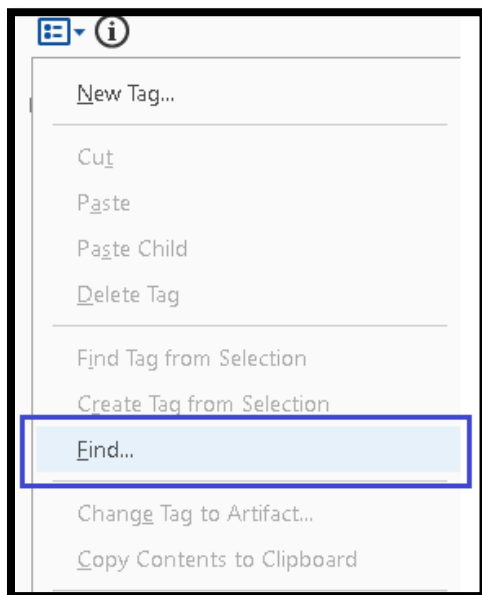 New Tag...
Cut
Paste
Paste Child
Delete Tag
Find Tag from Selection
Create Tag from Selection
Find...
Change Tag to Artifact...
Copy Contents to Clipboard